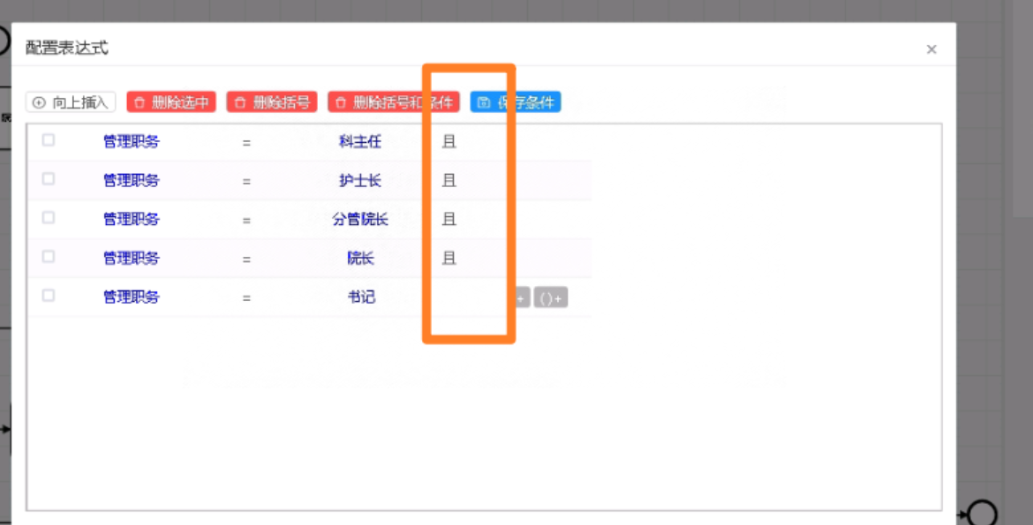 配置表达式 ×
向上插入 删除选中 删除括号 删除括号和条件 保存条件
管理职务 = 科主任 且
管理职务 = 护士长 且
管理职务 = 分管院长 且
管理职务 = 院长 且
管理职务 = 书记 + ()+